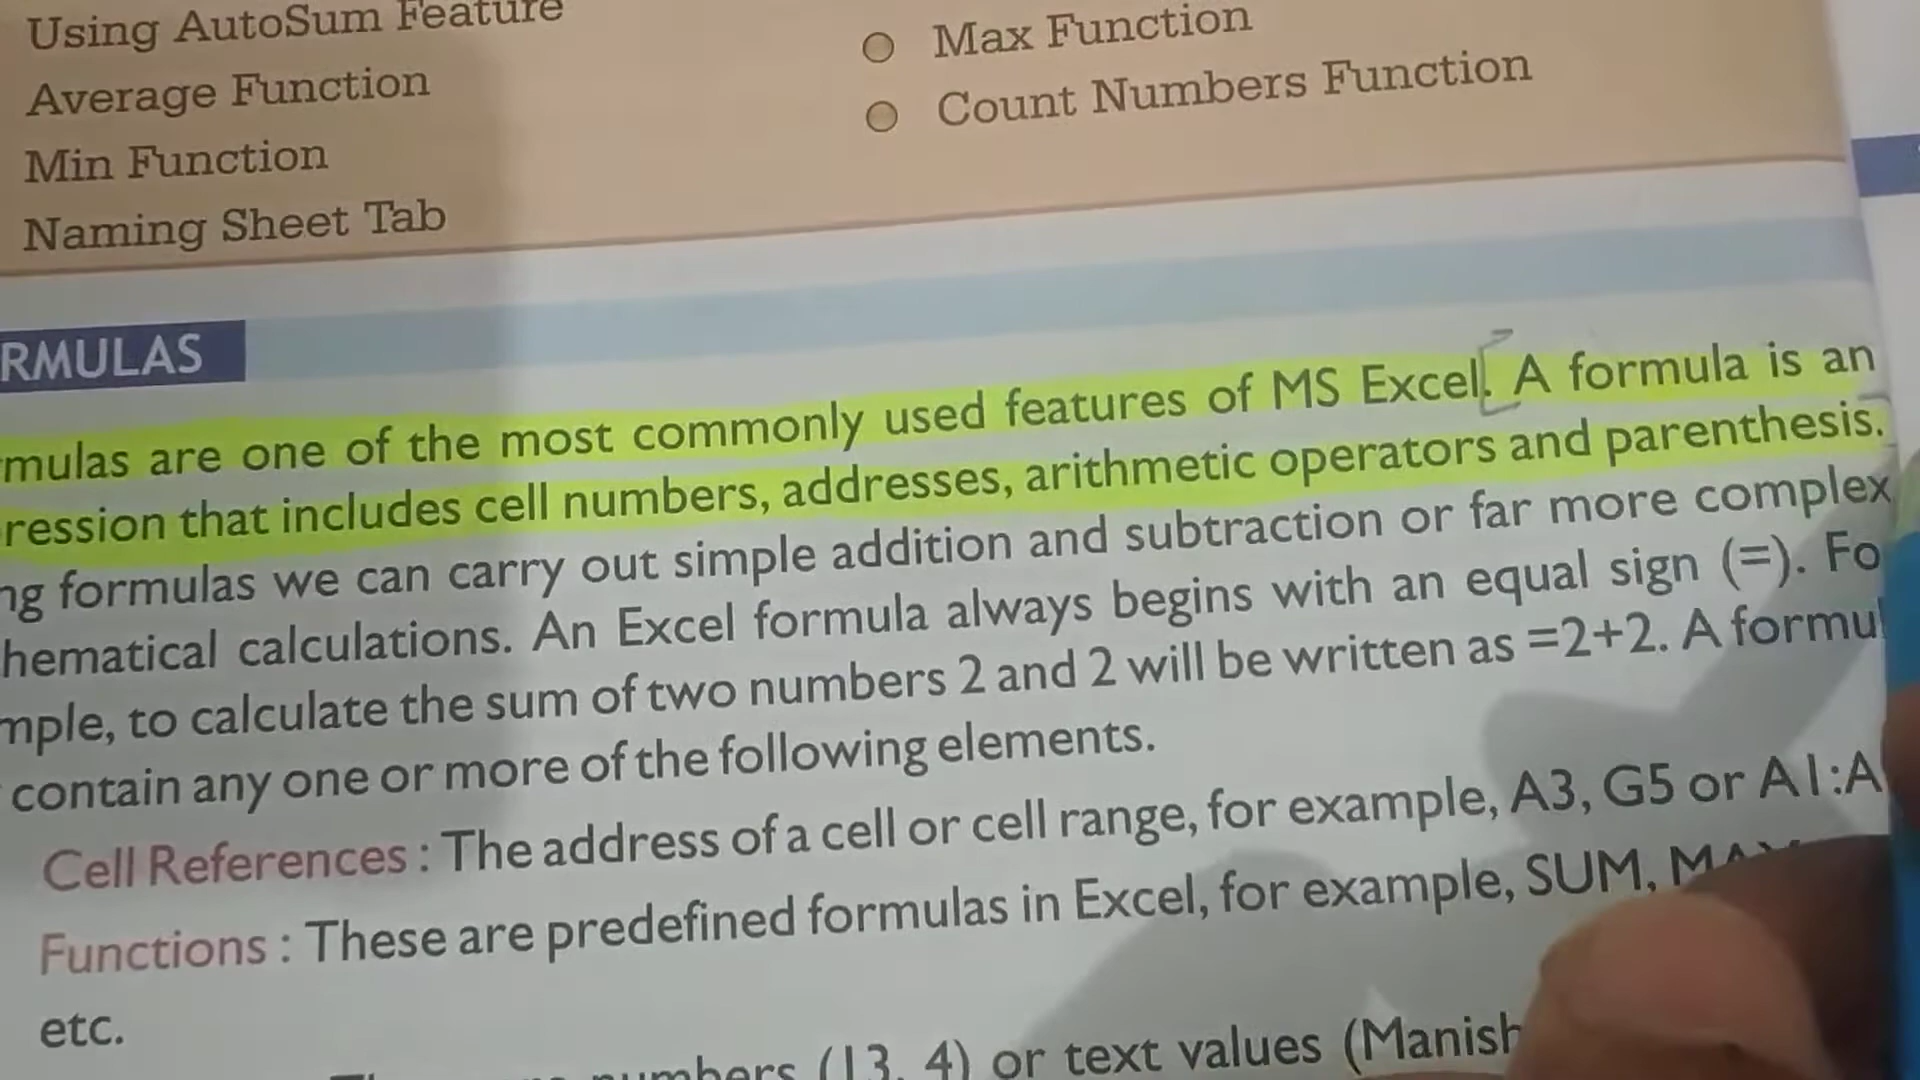 Using AutoSum Feature
Max Function
Average Function
Count Numbers Function
Min Function
Naming Sheet Tab
RMULAS
mulas are one of the most commonly used features of MS Excel. A formula is an
ression that includes cell numbers, addresses, arithmetic operators and parenthesis.
ng formulas we can carry out simple addition and subtraction or far more complex
hematical calculations. An Excel formula always begins with an equal sign (=). Fo
mple, to calculate the sum of two numbers 2 and 2 will be written as =2+2. A formul
contain any one or more of the following elements.
Cell References : The address of a cell or cell range, for example, A3, G5 or A1:A
Functions : These are predefined formulas in Excel, for example, SUM, MAX
etc.
numbers (13, 4) or text values (Manish